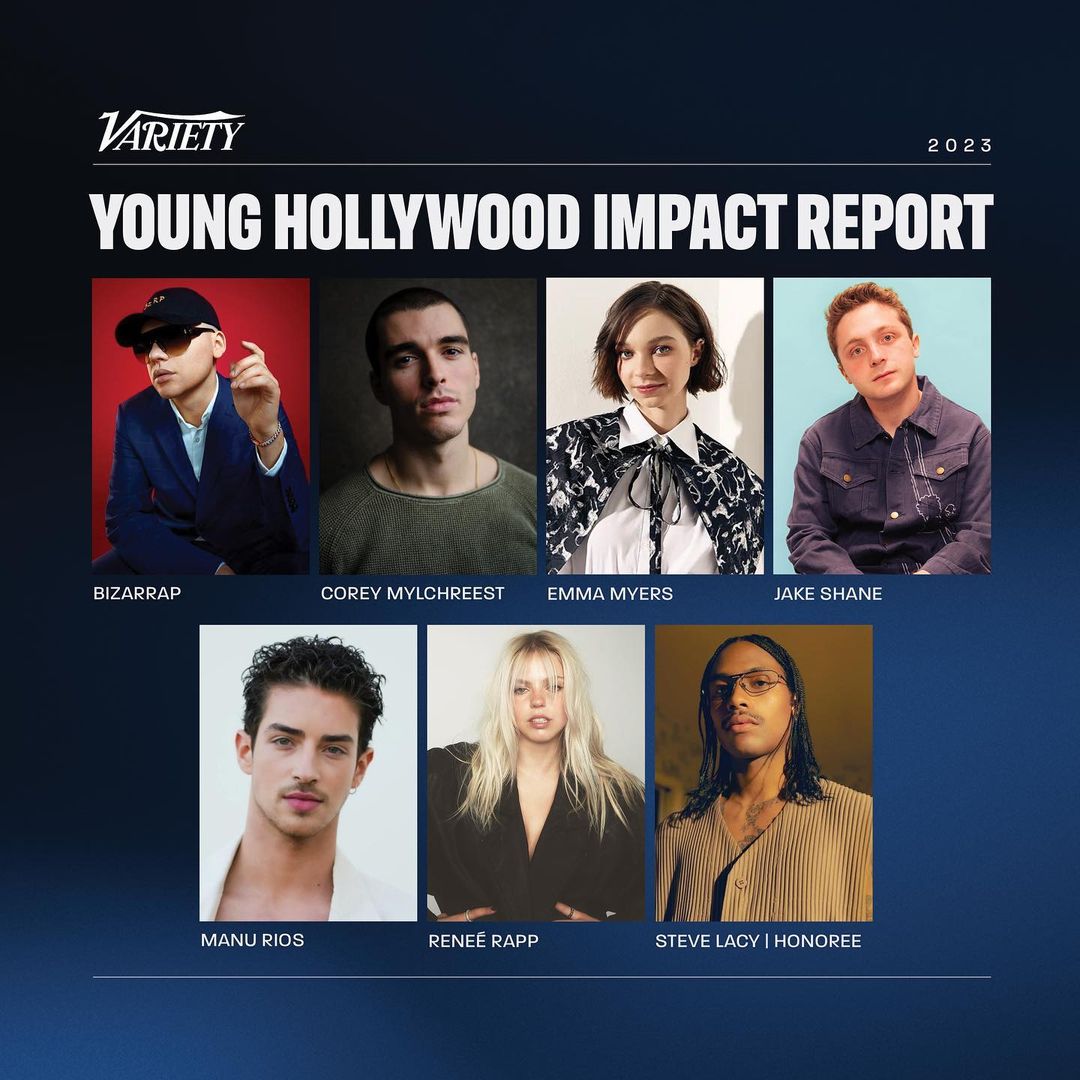 VARIETY
2023
YOUNG HOLLYWOOD IMPACT REPORT
BZRP
BIZARRAP
COREY MYLCHREEST
EMMA MYERS
JAKE SHANE
MANU RIOS
RENEÉ RAPP
STEVE LACY | HONOREE